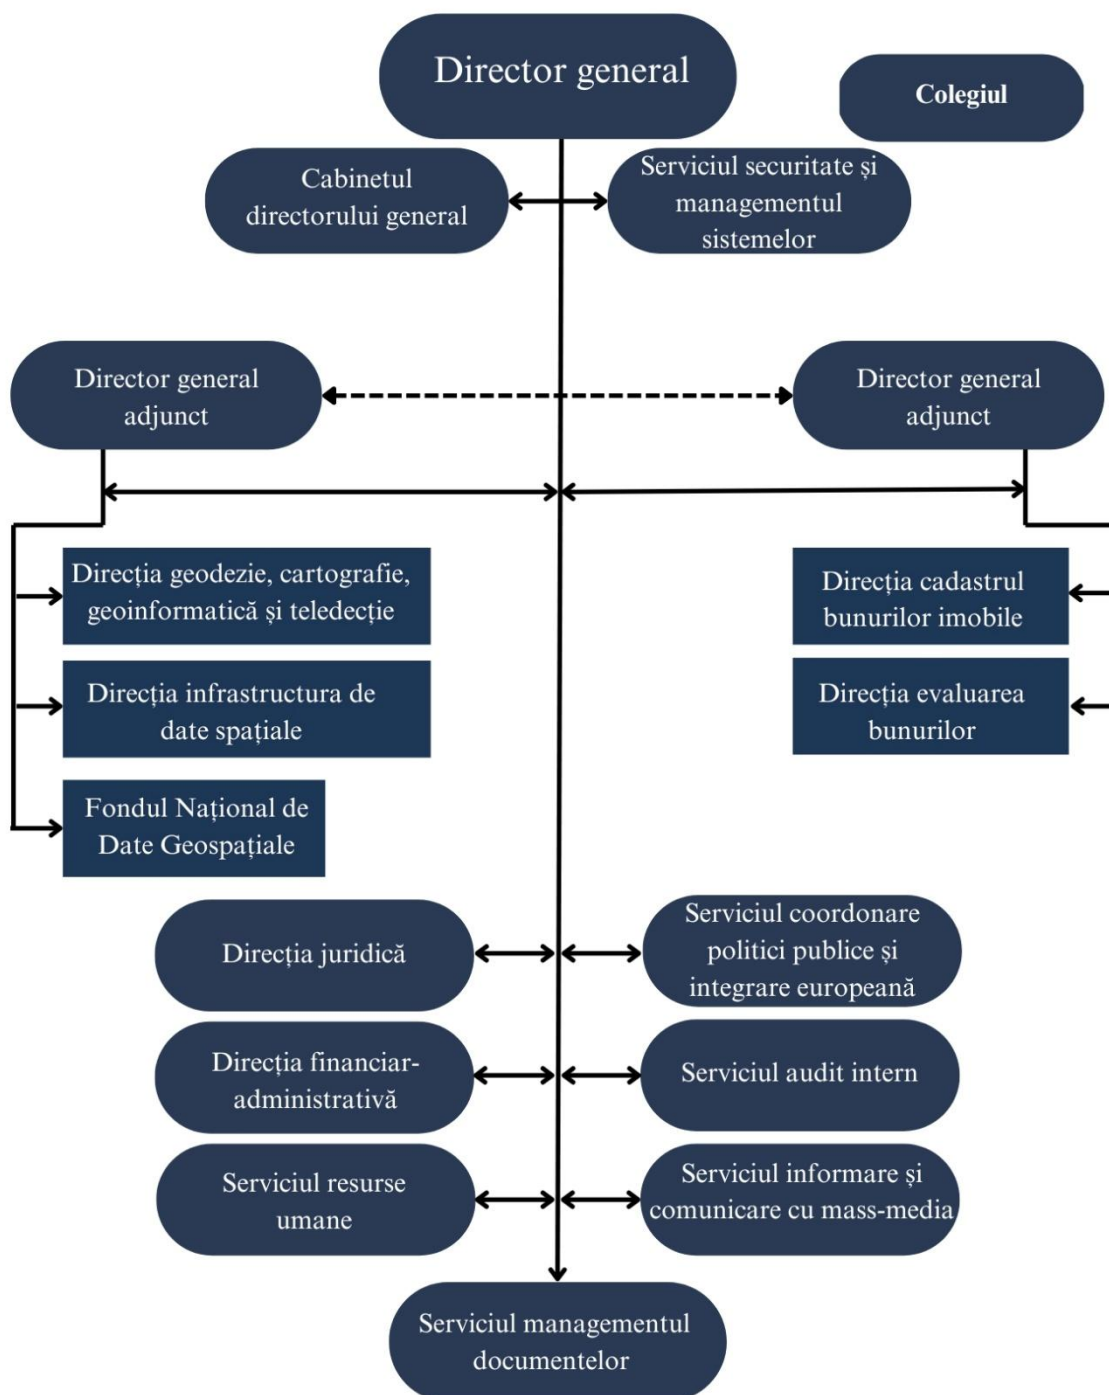 Director general
Colegiul
Cabinetul
directorului general
Serviciul securitate și
managementul
sistemelor
Director general
adjunct
Director general
adjunct
Direcția geodezie, cartografie,
geoinformatică și teledecție
Direcția infrastructura de
date spațiale
Fondul Național de
Date Geospațiale
Direcția cadastrul
bunurilor imobile
Direcția evaluarea
bunurilor
Direcția juridică
Serviciul coordonare
politici publice și
integrare europeană
Direcția financiar-
administrativă
Serviciul audit intern
Serviciul resurse
umane
Serviciul informare și
comunicare cu mass-media
Serviciul managementul
documentelor